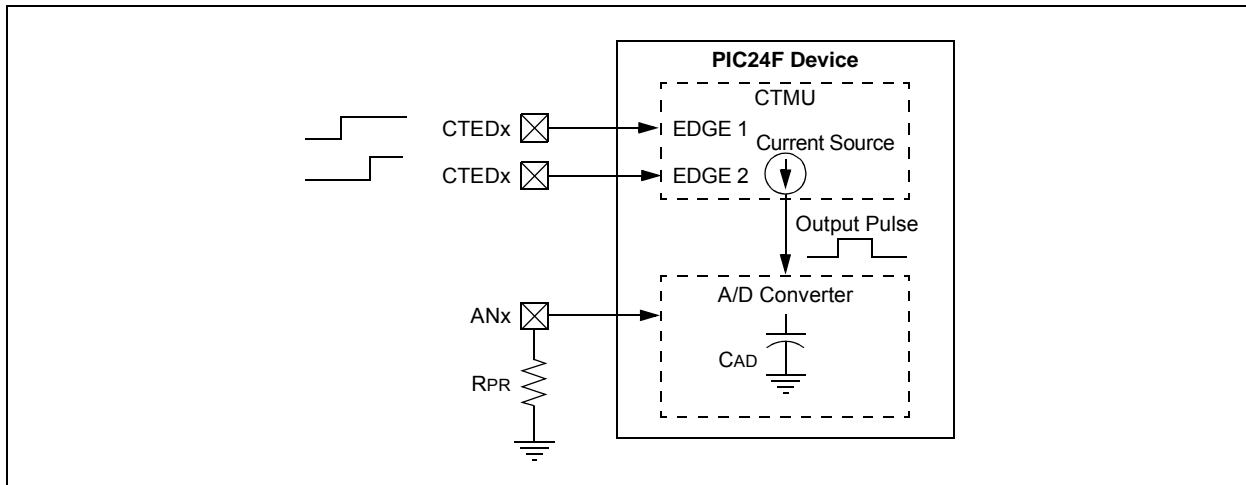 PIC24F Device
CTMU
CTEDx
EDGE 1
Current Source
CTEDx
EDGE 2
Output Pulse
A/D Converter
ANx
CAD
RPR